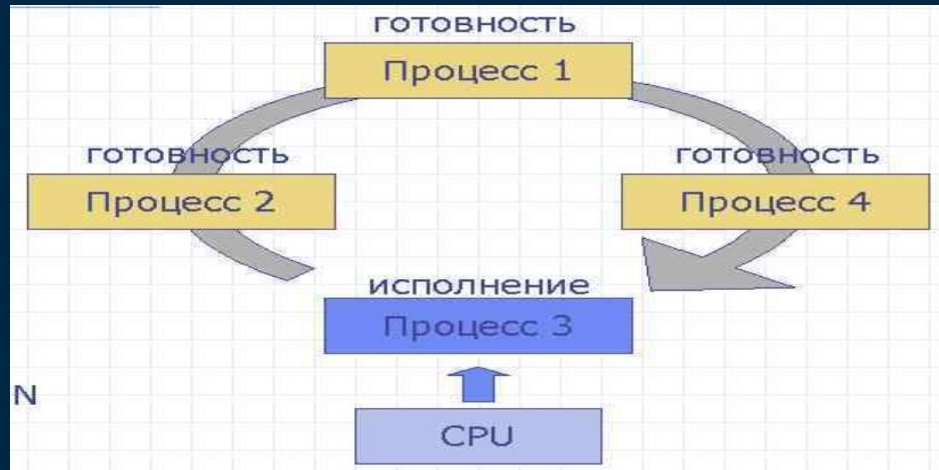 готовность
Процесс 1
готовность
готовность
Процесс 2
Процесс 4
исполнение
Процесс 3
N
CPU